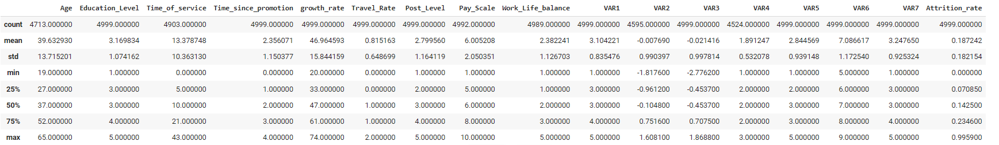 Age Education_Level Time_of_service Time_since_promotion growth_rate Travel_Rate Post_Level Pay_Scale Work_Life_balance VAR1 VAR2 VAR3 VAR4 VAR5 VAR6 VAR7 Attrition_rate
count 4713.000000 4999.000000 4903.000000 4999.000000 4999.000000 4999.000000 4999.000000 4992.000000 4989.000000 4999.000000 4595.000000 4999.000000 4524.000000 4999.000000 4999.000000 4999.000000 4999.000000
mean 39.632930 3.169834 13.378748 2.356071 46.964593 0.815163 2.799560 6.005208 2.382241 3.104221 -0.007690 -0.021416 1.891247 2.844569 7.086617 3.247650 0.187242
std 13.715201 1.074162 10.363130 1.150377 15.844159 0.648699 1.164119 2.050351 1.126703 0.835476 0.990397 0.997814 0.532078 0.939148 1.172540 0.925324 0.182154
min 19.000000 1.000000 0.000000 0.000000 20.000000 0.000000 1.000000 1.000000 1.000000 1.000000 -1.817600 -2.776200 1.000000 1.000000 5.000000 1.000000 0.000000
25% 27.000000 3.000000 5.000000 1.000000 33.000000 0.000000 2.000000 5.000000 1.000000 3.000000 -0.961200 -0.453700 2.000000 2.000000 6.000000 3.000000 0.070850
50% 37.000000 3.000000 10.000000 2.000000 47.000000 1.000000 3.000000 6.000000 2.000000 3.000000 -0.104800 -0.453700 2.000000 3.000000 7.000000 3.000000 0.142500
75% 52.000000 4.000000 21.000000 3.000000 61.000000 1.000000 4.000000 8.000000 3.000000 4.000000 0.751600 0.707500 2.000000 3.000000 8.000000 4.000000 0.234600
max 65.000000 5.000000 43.000000 4.000000 74.000000 2.000000 5.000000 10.000000 5.000000 5.000000 1.608100 1.868800 3.000000 5.000000 9.000000 5.000000 0.995900